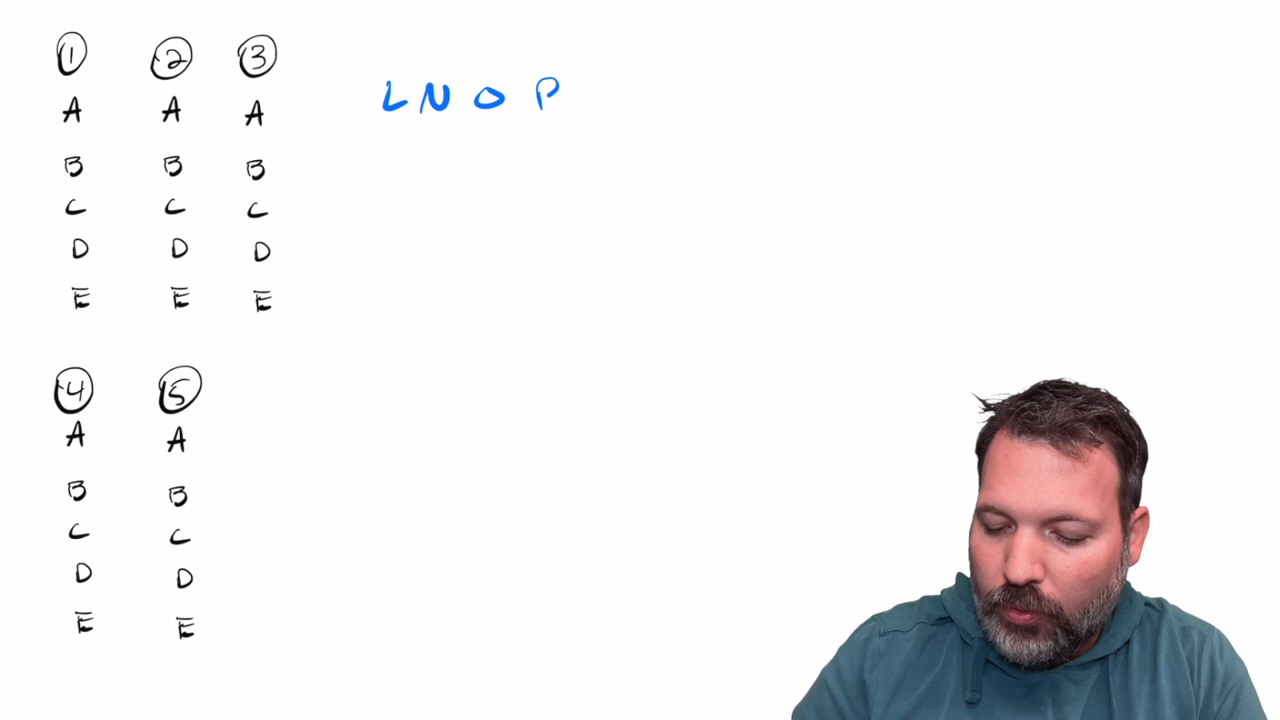 1 2 3
A A A
B B B
C C C
D D D
E E E
L N O P
4 5
A A
B B
C C
D D
E E